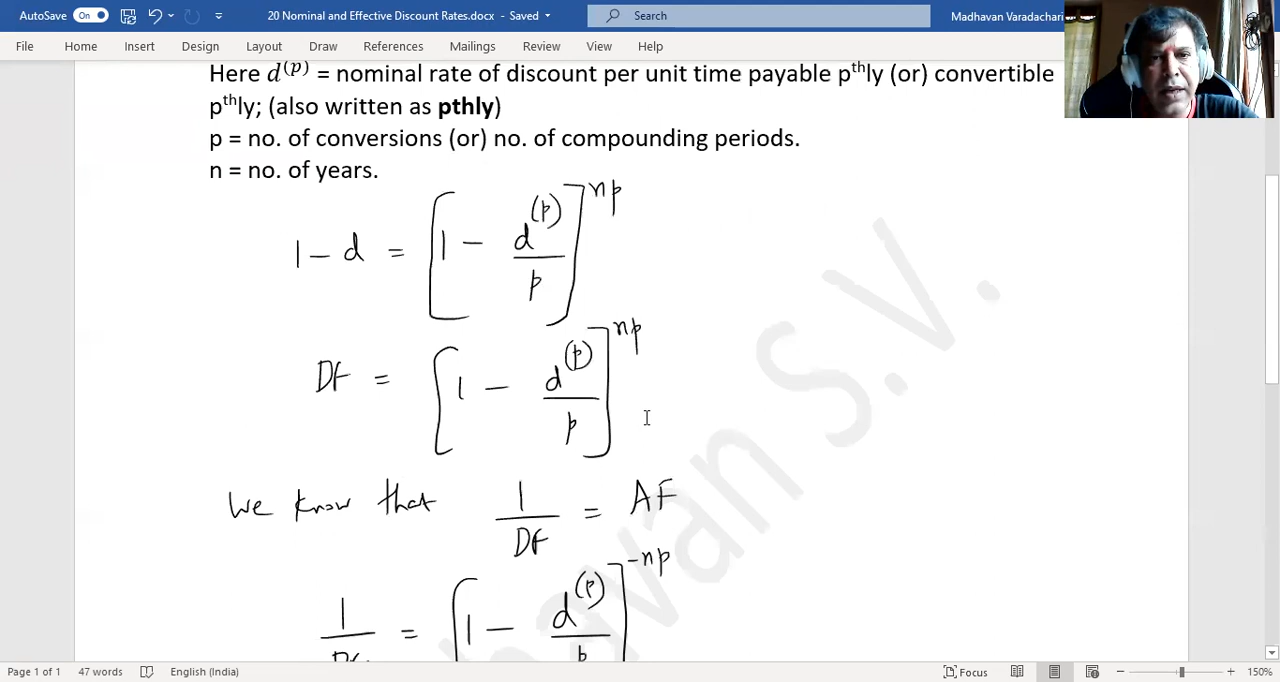 AutoSave On 20 Nominal and Effective Discount Rates.docx - Saved Search Madhavan Varadachari
File Home Insert Design Layout Draw References Mailings Review View Help
Here d^(p) = nominal rate of discount per unit time payable p^thly (or) convertible
p^thly; (also written as pthly)
p = no. of conversions (or) no. of compounding periods.
n = no. of years.
1 - d = [1 - d^(p)/p]^np
DF = [1 - d^(p)/p]^np
We know that 1/DF = AF
1/DF = [1 - d^(p)/p]^-np
havan S.V.
Page 1 of 1 47 words English (India) Focus 150%